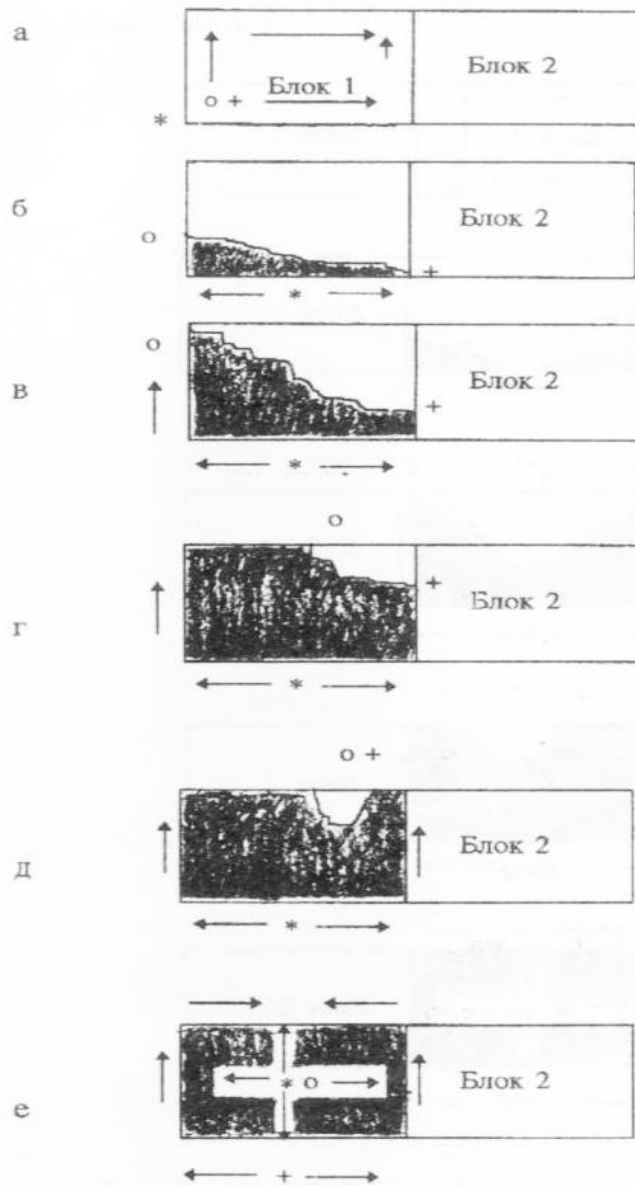 а
Блок 1
Блок 2
о +
*
б
Блок 2
о
+
*
о
в
Блок 2
+
*
о
г
Блок 2
+
*
о +
д
Блок 2
*
е
* о
Блок 2
+
+